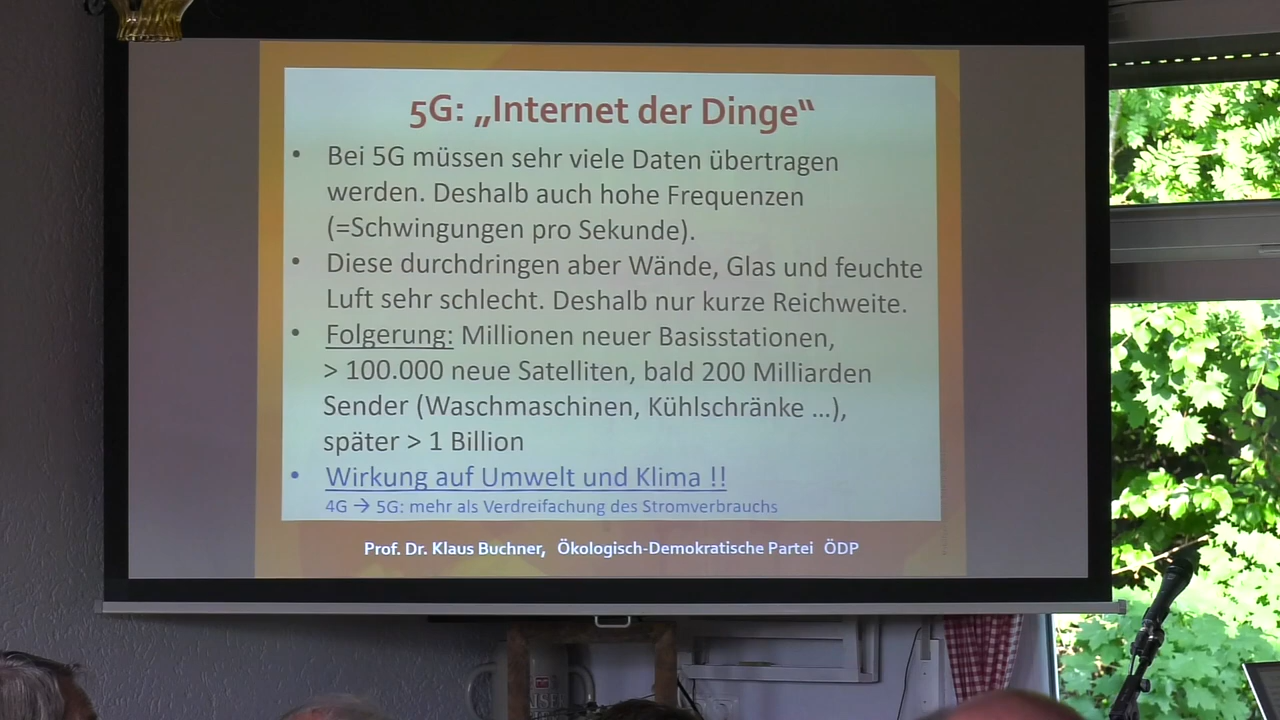 5G: „Internet der Dinge“
• Bei 5G müssen sehr viele Daten übertragen
werden. Deshalb auch hohe Frequenzen
(=Schwingungen pro Sekunde).
• Diese durchdringen aber Wände, Glas und feuchte
Luft sehr schlecht. Deshalb nur kurze Reichweite.
• Folgerung: Millionen neuer Basisstationen,
> 100.000 neue Satelliten, bald 200 Milliarden
Sender (Waschmaschinen, Kühlschränke ...),
später > 1 Billion
• Wirkung auf Umwelt und Klima !!
4G → 5G: mehr als Verdreifachung des Stromverbrauchs
Prof. Dr. Klaus Buchner, Ökologisch-Demokratische Partei ÖDP